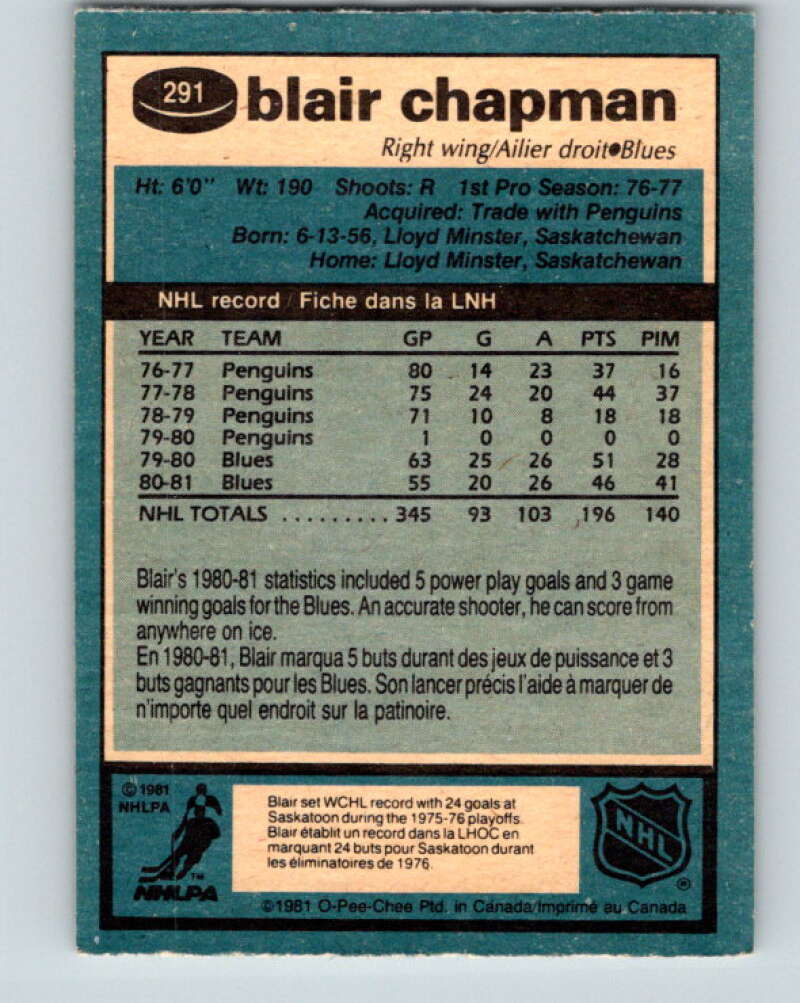 291 blair chapman
Right wing/Ailier droit•Blues
Ht: 6'0" Wt: 190 Shoots: R 1st Pro Season: 76-77
Acquired: Trade with Penguins
Born: 6-13-56, Lloyd Minster, Saskatchewan
Home: Lloyd Minster, Saskatchewan
NHL record / Fiche dans la LNH
YEAR TEAM GP G A PTS PIM
76-77 Penguins 80 14 23 37 16
77-78 Penguins 75 24 20 44 37
78-79 Penguins 71 10 8 18 18
79-80 Penguins 1 0 0 0 0
79-80 Blues 63 25 26 51 28
80-81 Blues 55 20 26 46 41
NHL TOTALS ......... 345 93 103 196 140
Blair's 1980-81 statistics included 5 power play goals and 3 game
winning goals for the Blues. An accurate shooter, he can score from
anywhere on ice.
En 1980-81, Blair marqua 5 buts durant des jeux de puissance et 3
buts gagnants pour les Blues. Son lancer précis l'aide à marquer de
n'importe quel endroit sur la patinoire.
© 1981
NHLPA
TM
NHLPA
Blair set WCHL record with 24 goals at
Saskatoon during the 1975-76 playoffs.
Blair établit un record dans la LHOC en
marquant 24 buts pour Saskatoon durant
les éliminatoires de 1976.
NHL
®
©1981 O-Pee-Chee Ptd. in Canada/Imprimé au Canada